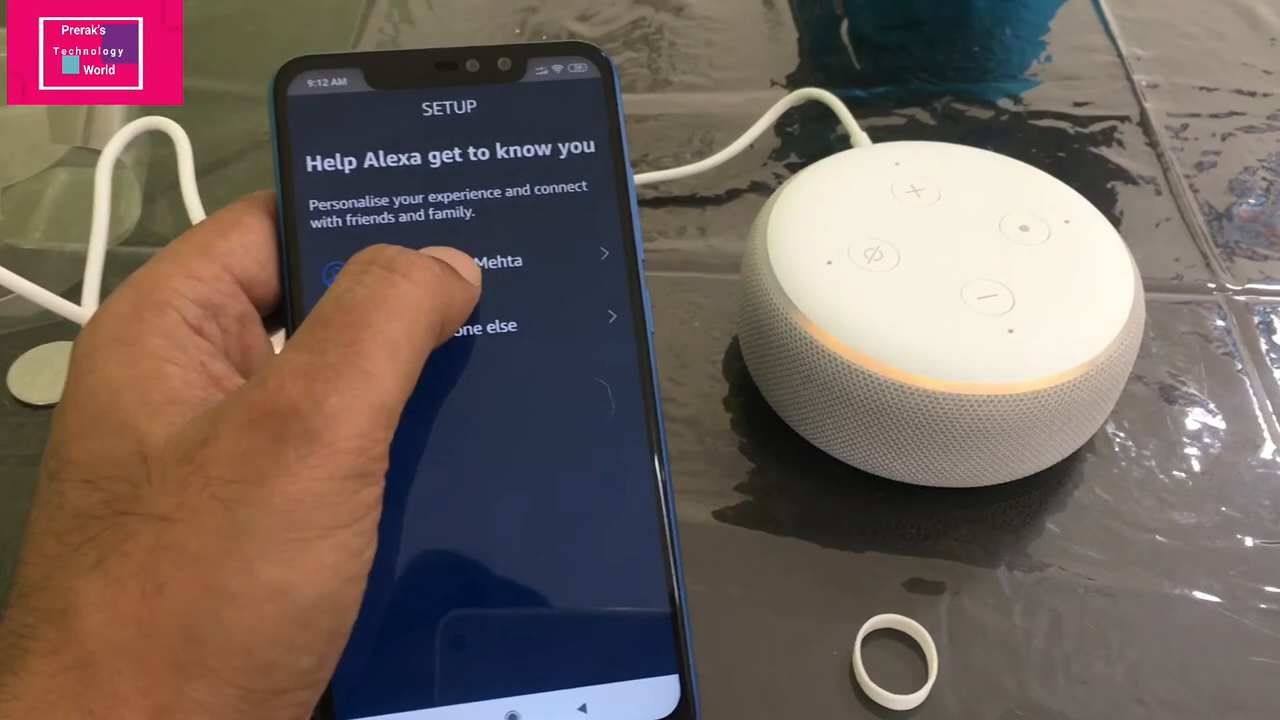 Prerak's
Technology
World
9:12 AM
SETUP
Help Alexa get to know you
Personalise your experience and connect
with friends and family.
Mehta
one else